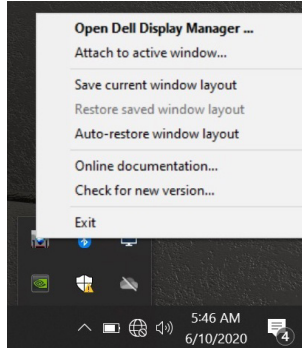 Open Dell Display Manager ...
Attach to active window...
Save current window layout
Restore saved window layout
Auto-restore window layout
Online documentation...
Check for new version...
Exit
5:46 AM
6/10/2020
4